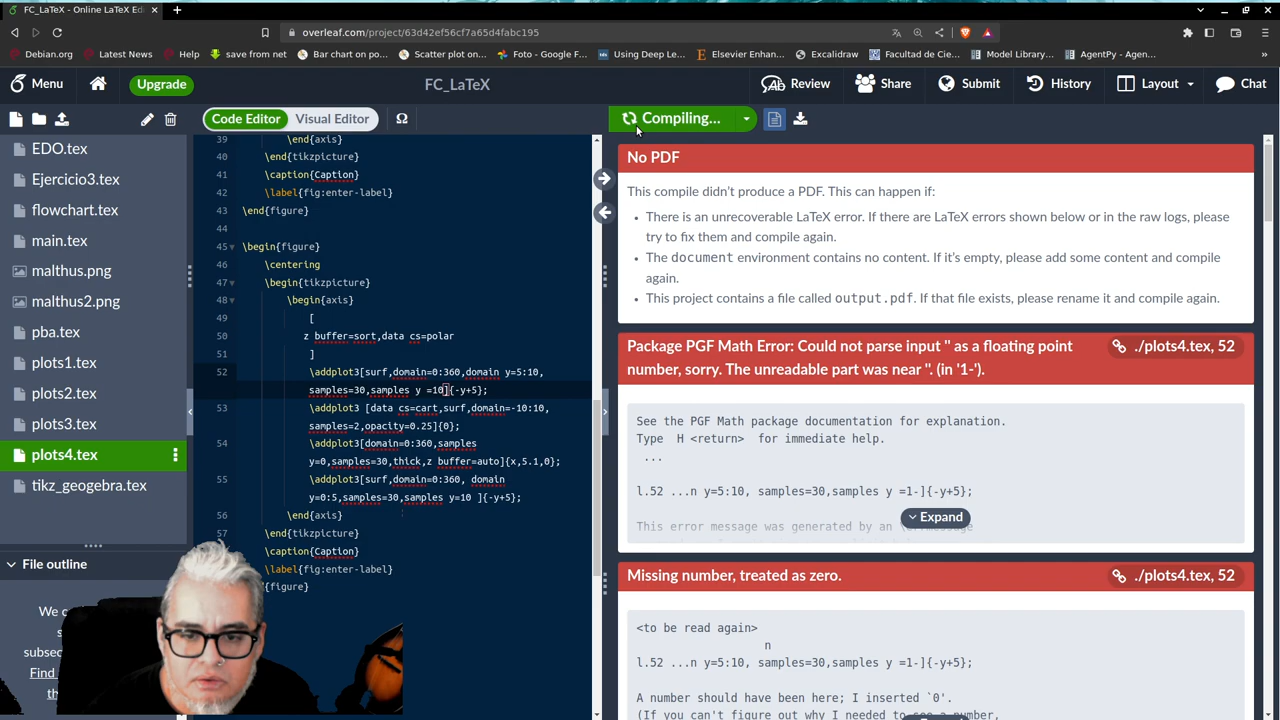 FC_LaTeX - Online LaTeX Edi
overleaf.com/project/63d42ef56cf7a65d4fabc195
Debian.org
Latest News
Help
save from net
Bar chart on po...
Scatter plot on...
Foto - Google F...
Using Deep Le...
Elsevier Enhan...
Excalidraw
Facultad de Cie...
Model Library...
AgentPy - Agen...
Menu
Upgrade
FC_LaTeX
Review
Share
Submit
History
Layout
Chat
Code Editor
Visual Editor
Ω
Compiling...
EDO.tex
Ejercicio3.tex
flowchart.tex
main.tex
malthus.png
malthus2.png
pba.tex
plots1.tex
plots2.tex
plots3.tex
plots4.tex
tikz_geogebra.tex
File outline
We c
subsec
Find
th
39 \end{axis}
40 \end{tikzpicture}
41 \caption{Caption}
42 \label{fig:enter-label}
43 \end{figure}
44
45 \begin{figure}
46 \centering
47 \begin{tikzpicture}
48 \begin{axis}
49 [
50 z buffer=sort,data cs=polar
51 ]
52 \addplot3[surf,domain=0:360,domain y=5:10,
samples=30,samples y =10]{-y+5};
53 \addplot3 [data cs=cart,surf,domain=-10:10,
samples=2,opacity=0.25]{0};
54 \addplot3[domain=0:360,samples
y=0,samples=30,thick,z buffer=auto](x,5.1,0};
55 \addplot3[surf,domain=0:360, domain
y=0:5,samples=30,samples y=10 ]{-y+5};
56 \end{axis}
57 \end{tikzpicture}
\caption{Caption}
\label{fig:enter-label}
{figure}
No PDF
This compile didn't produce a PDF. This can happen if:
There is an unrecoverable LaTeX error. If there are LaTeX errors shown below or in the raw logs, please
try to fix them and compile again.
The document environment contains no content. If it's empty, please add some content and compile
again.
This project contains a file called output.pdf. If that file exists, please rename it and compile again.
Package PGF Math Error: Could not parse input '' as a floating point
number, sorry. The unreadable part was near ''. (in '1-').
./plots4.tex, 52
See the PGF Math package documentation for explanation.
Type H <return> for immediate help.
...
l.52 ...n y=5:10, samples=30,samples y =1-]{-y+5};
This error message was generated by an
Expand
Missing number, treated as zero.
./plots4.tex, 52
<to be read again>
n
l.52 ...n y=5:10, samples=30,samples y =1-]{-y+5};
A number should have been here; I inserted `0'.
(If you can't figure out why I needed to see a number,